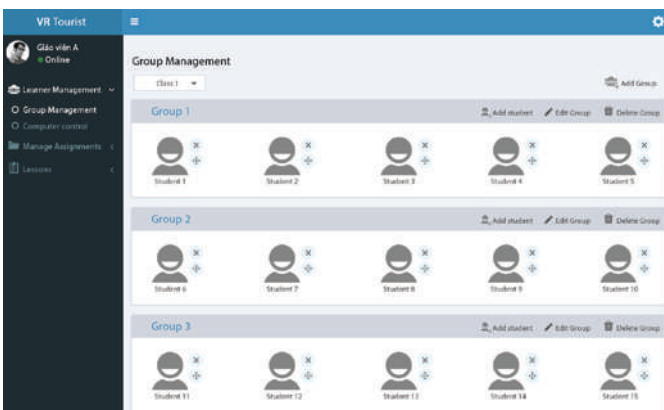 VR Tourist
Giáo viên A
Online
Learner Management
Group Management
Computer control
Manage Assignments
Lessons
Group Management
Class 1
Add Group
Group 1
Add student Edit Group Delete Group
Student 1 Student 2 Student 3 Student 4 Student 5
Group 2
Add student Edit Group Delete Group
Student 6 Student 7 Student 8 Student 9 Student 10
Group 3
Add student Edit Group Delete Group
Student 11 Student 12 Student 13 Student 14 Student 15